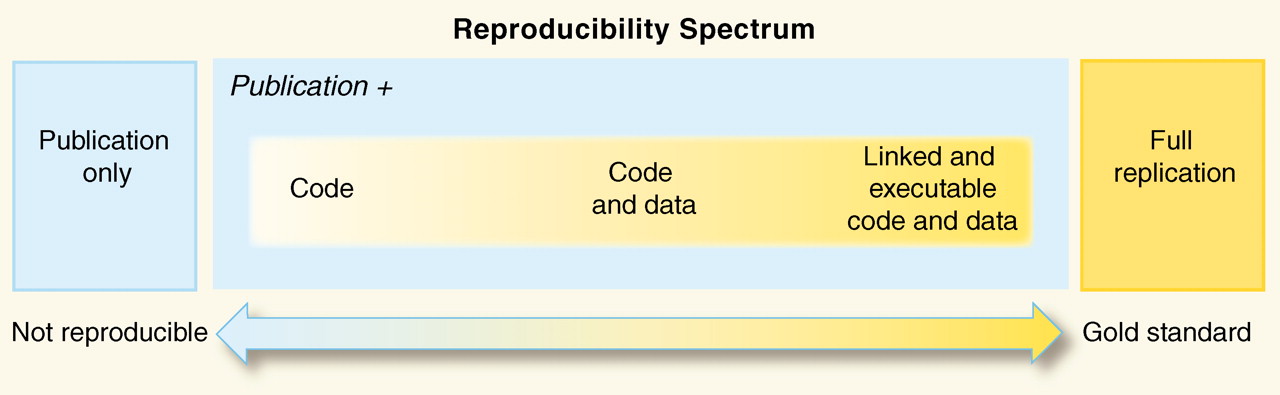 Reproducibility Spectrum
Publication
only
Publication +
Code
Code
and data
Linked and
executable
code and data
Full
replication
Not reproducible
Gold standard